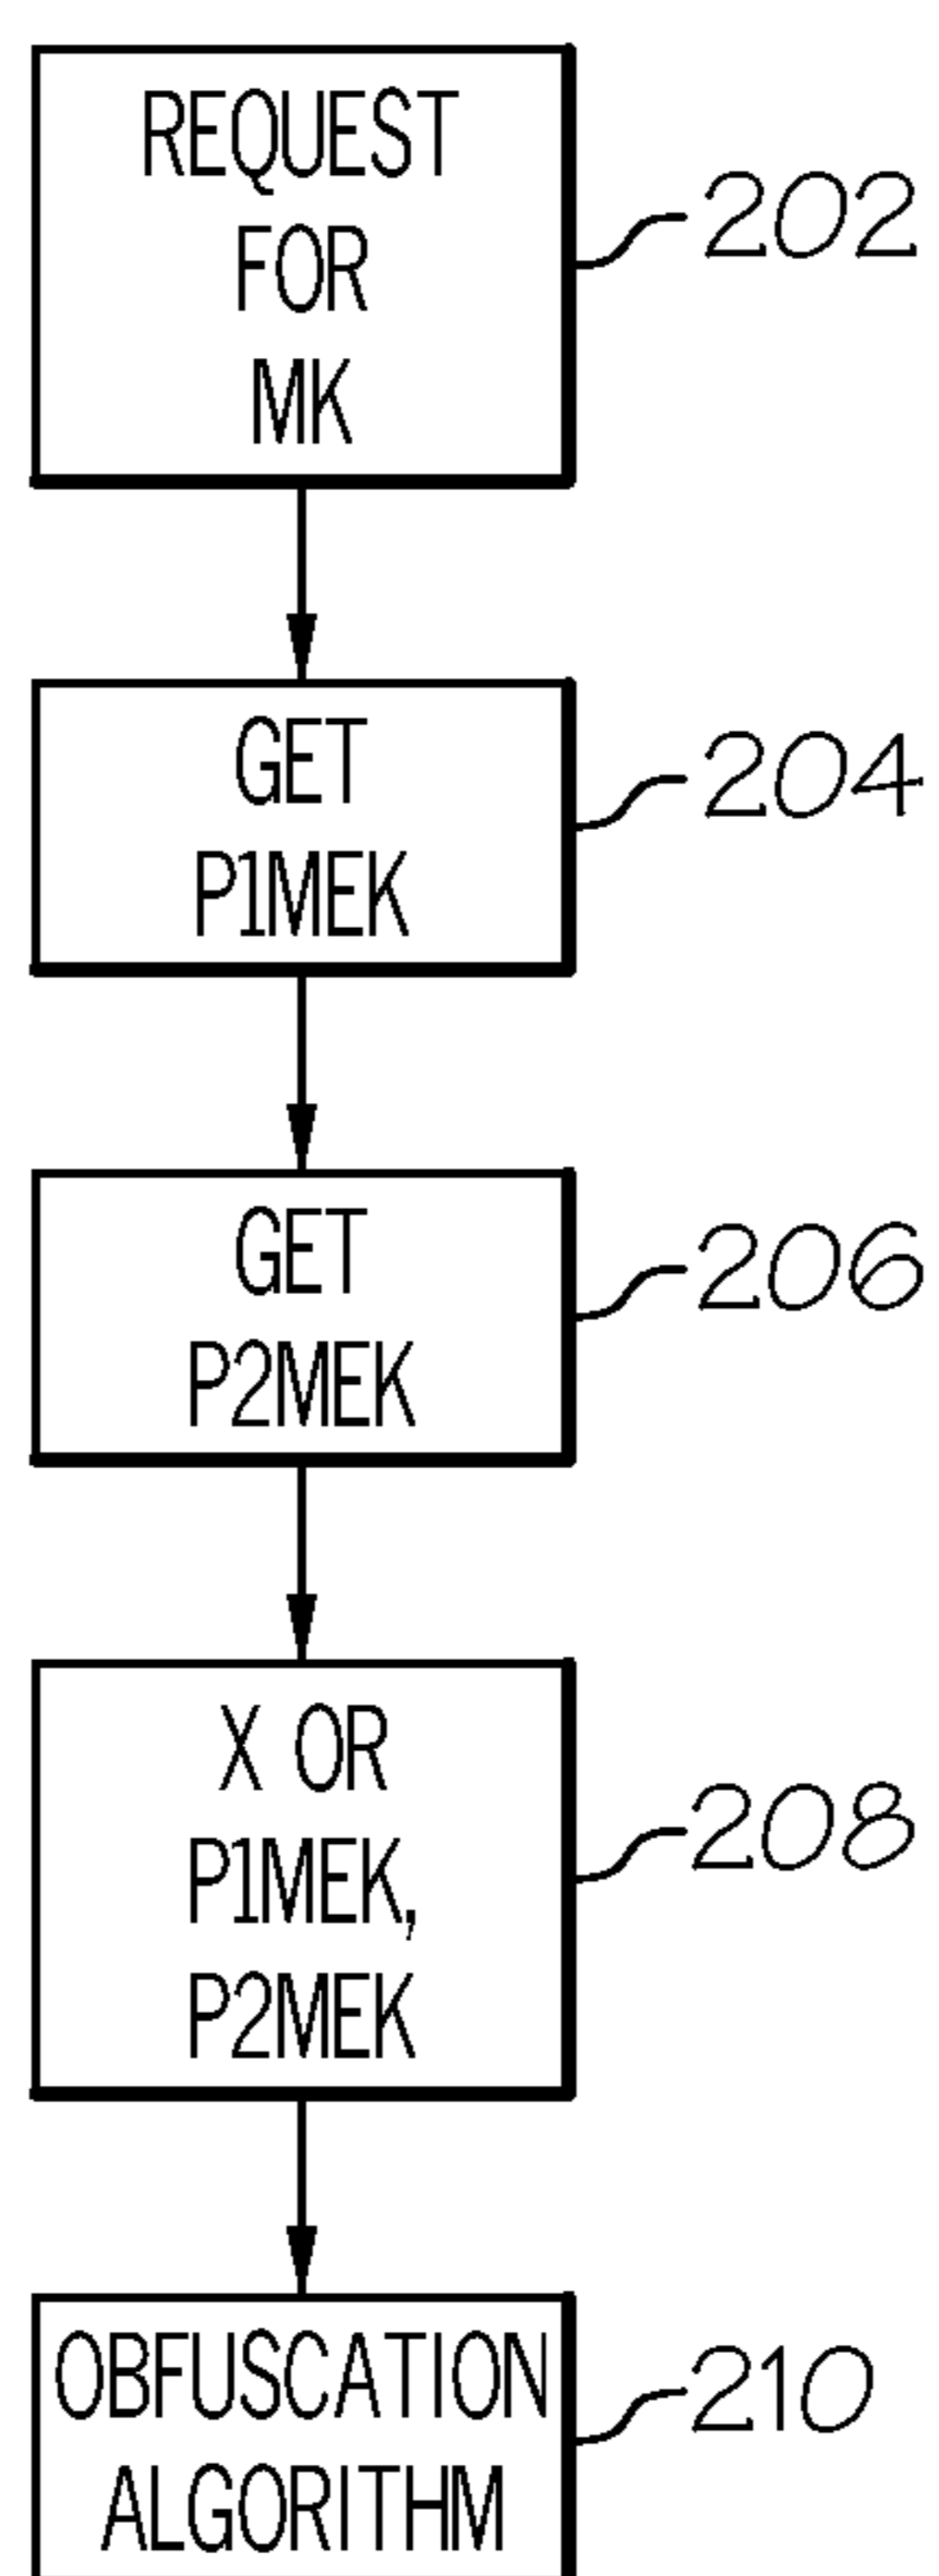 REQUEST
FOR
MK
202
GET
P1MEK
204
GET
P2MEK
206
X OR
P1MEK,
P2MEK
208
OBFUSCATION
ALGORITHM
210